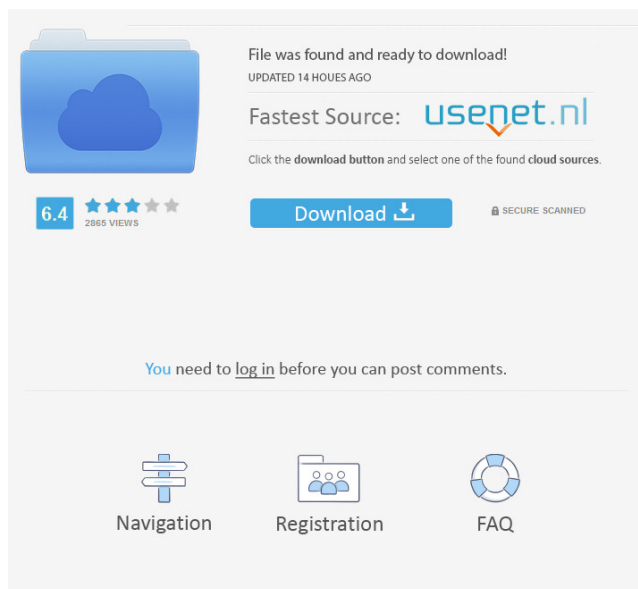 File was found and ready to download!
UPDATED 14 HOUES AGO
Fastest Source: usenet.nl
Click the download button and select one of the found cloud sources.
6.4
2865 VIEWS
Download
SECURE SCANNED
You need to log in before you can post comments.
Navigation
Registration
FAQ